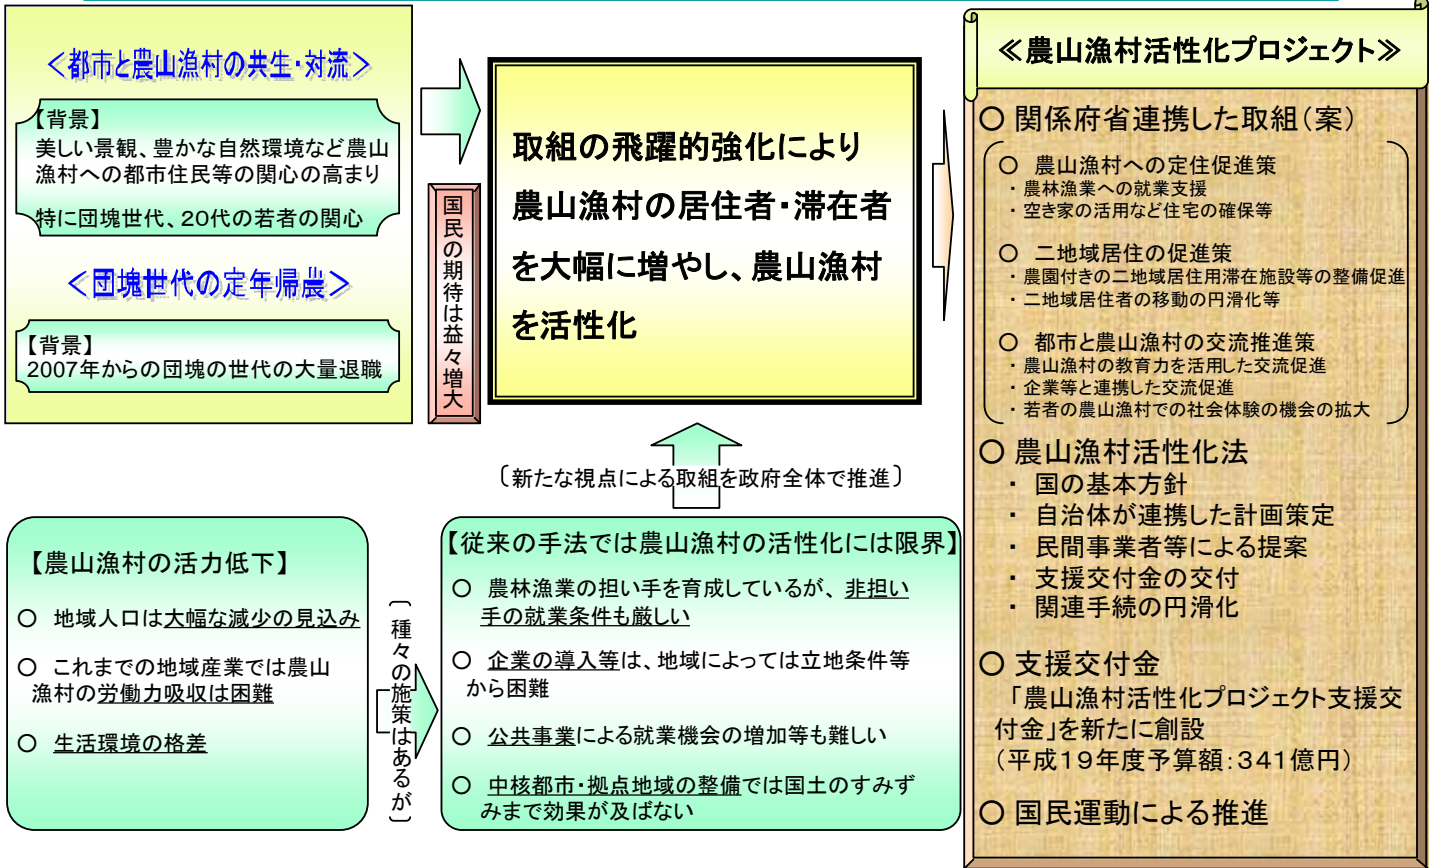 ＜都市と農山漁村の共生・対流＞
【背景】
美しい景観、豊かな自然環境など農山
漁村への都市住民等の関心の高まり
特に団塊世代、20代の若者の関心
＜団塊世代の定年帰農＞
【背景】
2007年からの団塊の世代の大量退職
国民の期待は益々増大
取組の飛躍的強化により
農山漁村の居住者・滞在者
を大幅に増やし、農山漁村
を活性化
〔新たな視点による取組を政府全体で推進〕
【農山漁村の活力低下】
○ 地域人口は大幅な減少の見込み
○ これまでの地域産業では農山
漁村の労働力吸収は困難
○ 生活環境の格差
〔種々の施策はあるが〕
【従来の手法では農山漁村の活性化には限界】
○ 農林漁業の担い手を育成しているが、非担い
手の就業条件も厳しい
○ 企業の導入等は、地域によっては立地条件等
から困難
○ 公共事業による就業機会の増加等も難しい
○ 中核都市・拠点地域の整備では国土のすみず
みまで効果が及ばない
≪農山漁村活性化プロジェクト≫
○ 関係府省連携した取組（案）
○ 農山漁村への定住促進策
・農林漁業への就業支援
・空き家の活用など住宅の確保等
○ 二地域居住の促進策
・農園付きの二地域居住用滞在施設等の整備促進
・二地域居住者の移動の円滑化等
○ 都市と農山漁村の交流推進策
・農山漁村の教育力を活用した交流促進
・企業等と連携した交流促進
・若者の農山漁村での社会体験の機会の拡大
○ 農山漁村活性化法
・ 国の基本方針
・ 自治体が連携した計画策定
・ 民間事業者等による提案
・ 支援交付金の交付
・ 関連手続の円滑化
○ 支援交付金
「農山漁村活性化プロジェクト支援交
付金」を新たに創設
（平成19年度予算額：341億円）
○ 国民運動による推進